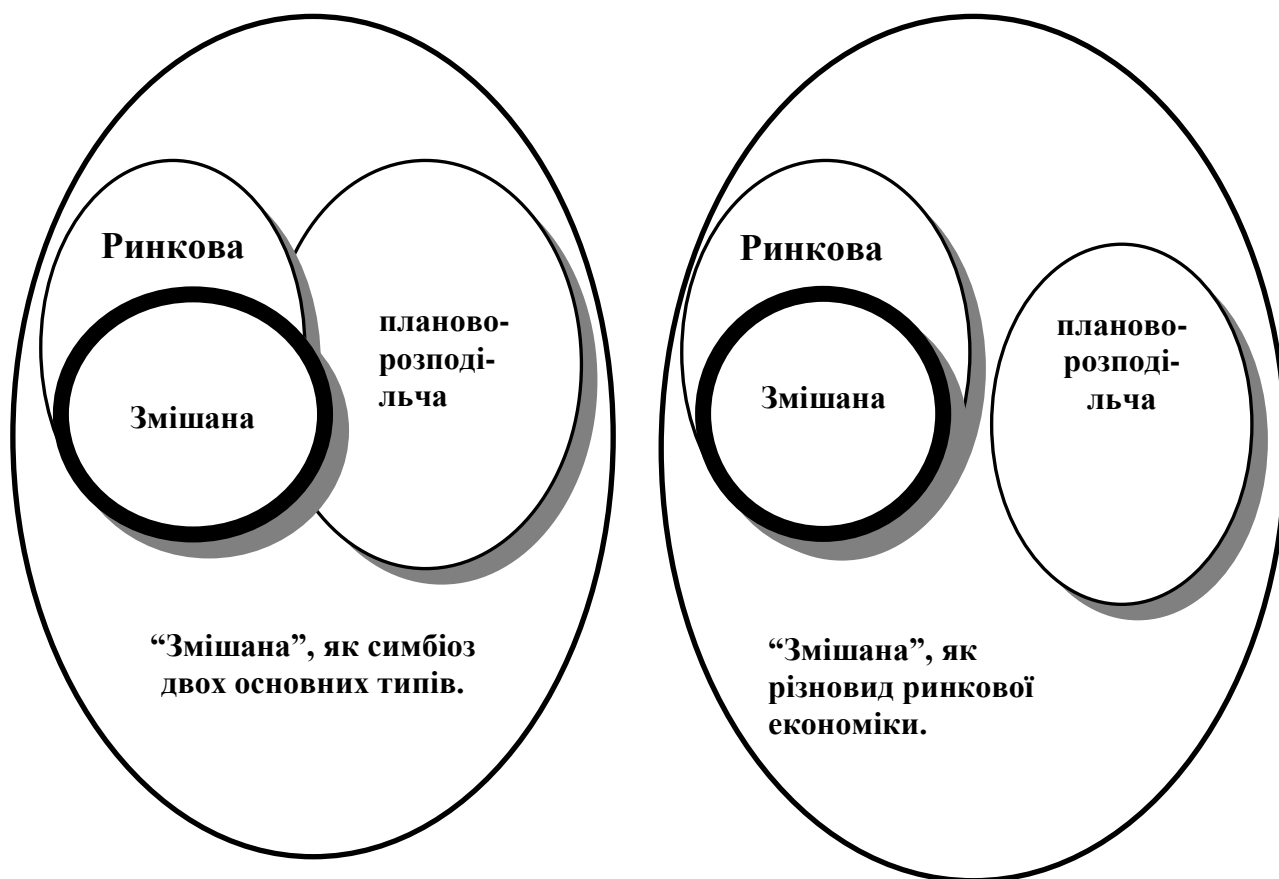 Ринкова
планово-
розподі-
льча
Змішана
“Змішана”, як симбіоз
двох основних типів.
Ринкова
планово-
розподі-
льча
Змішана
“Змішана”, як
різновид ринкової
економіки.